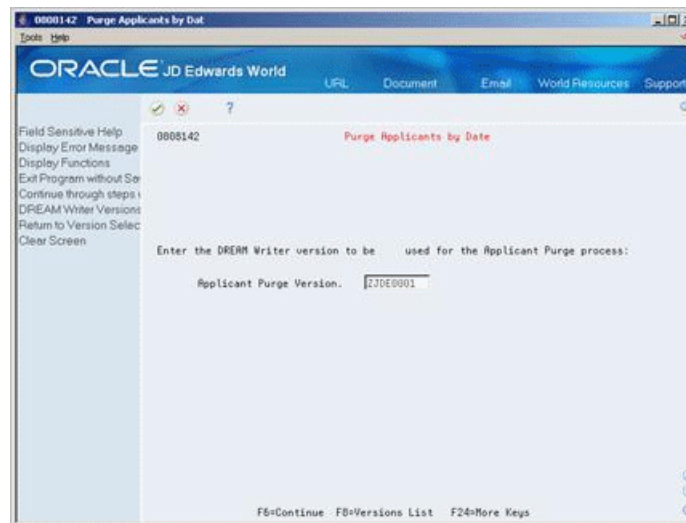 0808142 Purge Applicants by Dat
Tools Help
ORACLE JD Edwards World
URL Document Email World Resources Support
?
Field Sensitive Help
Display Error Message
Display Functions
Exit Program without Sa
Continue through steps
DREAM Writer Versions
Return to Version Selec
Clear Screen
0808142 Purge Applicants by Date
Enter the DREAM Writer version to be used for the Applicant Purge process:
Applicant Purge Version. ZJDE0001
F6=Continue F8=Versions List F24=More Keys